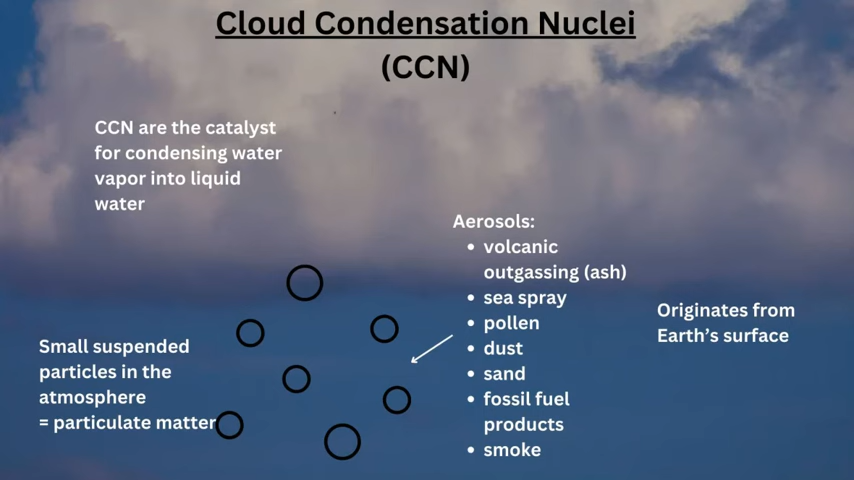 Cloud Condensation Nuclei
(CCN)
CCN are the catalyst
for condensing water
vapor into liquid
water
Aerosols:
• volcanic
outgassing (ash)
• sea spray
• pollen
• dust
• sand
• fossil fuel
products
• smoke
Originates from
Earth’s surface
Small suspended
particles in the
atmosphere
= particulate matter